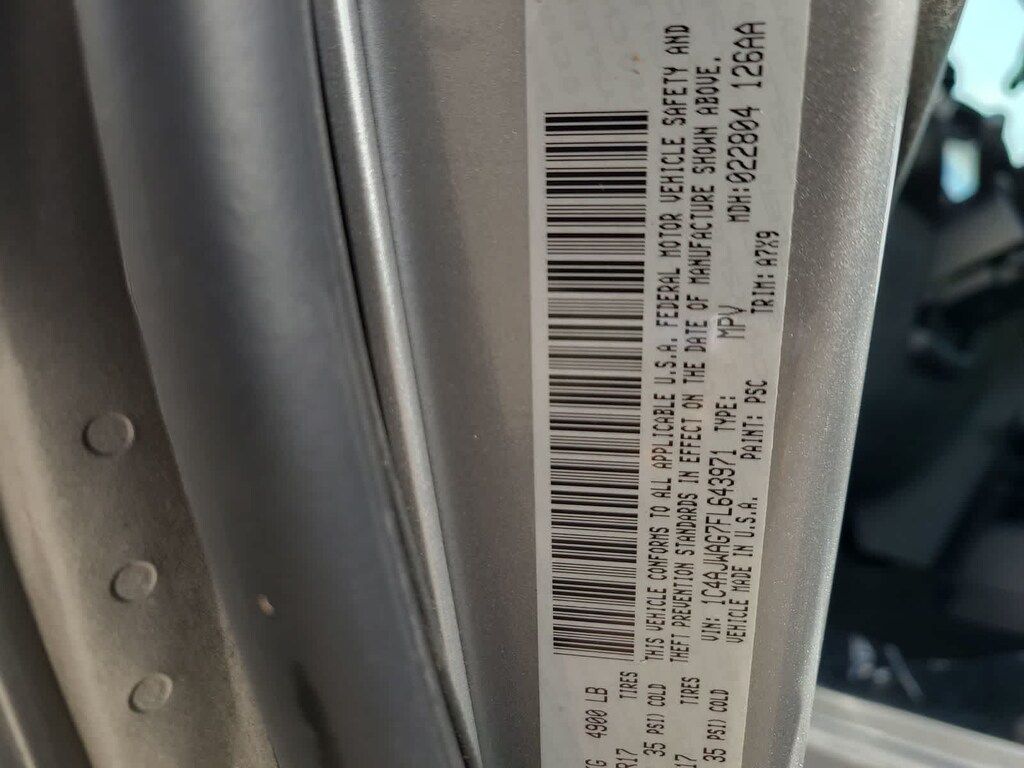 KG 4900 LB
R17 TIRES
35 PSI) COLD
17 TIRES
35 PSI) COLD
THIS VEHICLE CONFORMS TO ALL APPLICABLE U.S.A. FEDERAL MOTOR VEHICLE SAFETY AND
THEFT PREVENTION STANDARDS IN EFFECT ON THE DATE OF MANUFACTURE SHOWN ABOVE.
VIN: 1C4AJWAG7FL643971 TYPE: MPV MDH:022804 126AA
VEHICLE MADE IN U.S.A. PAINT: PSC TRIM: A7X9